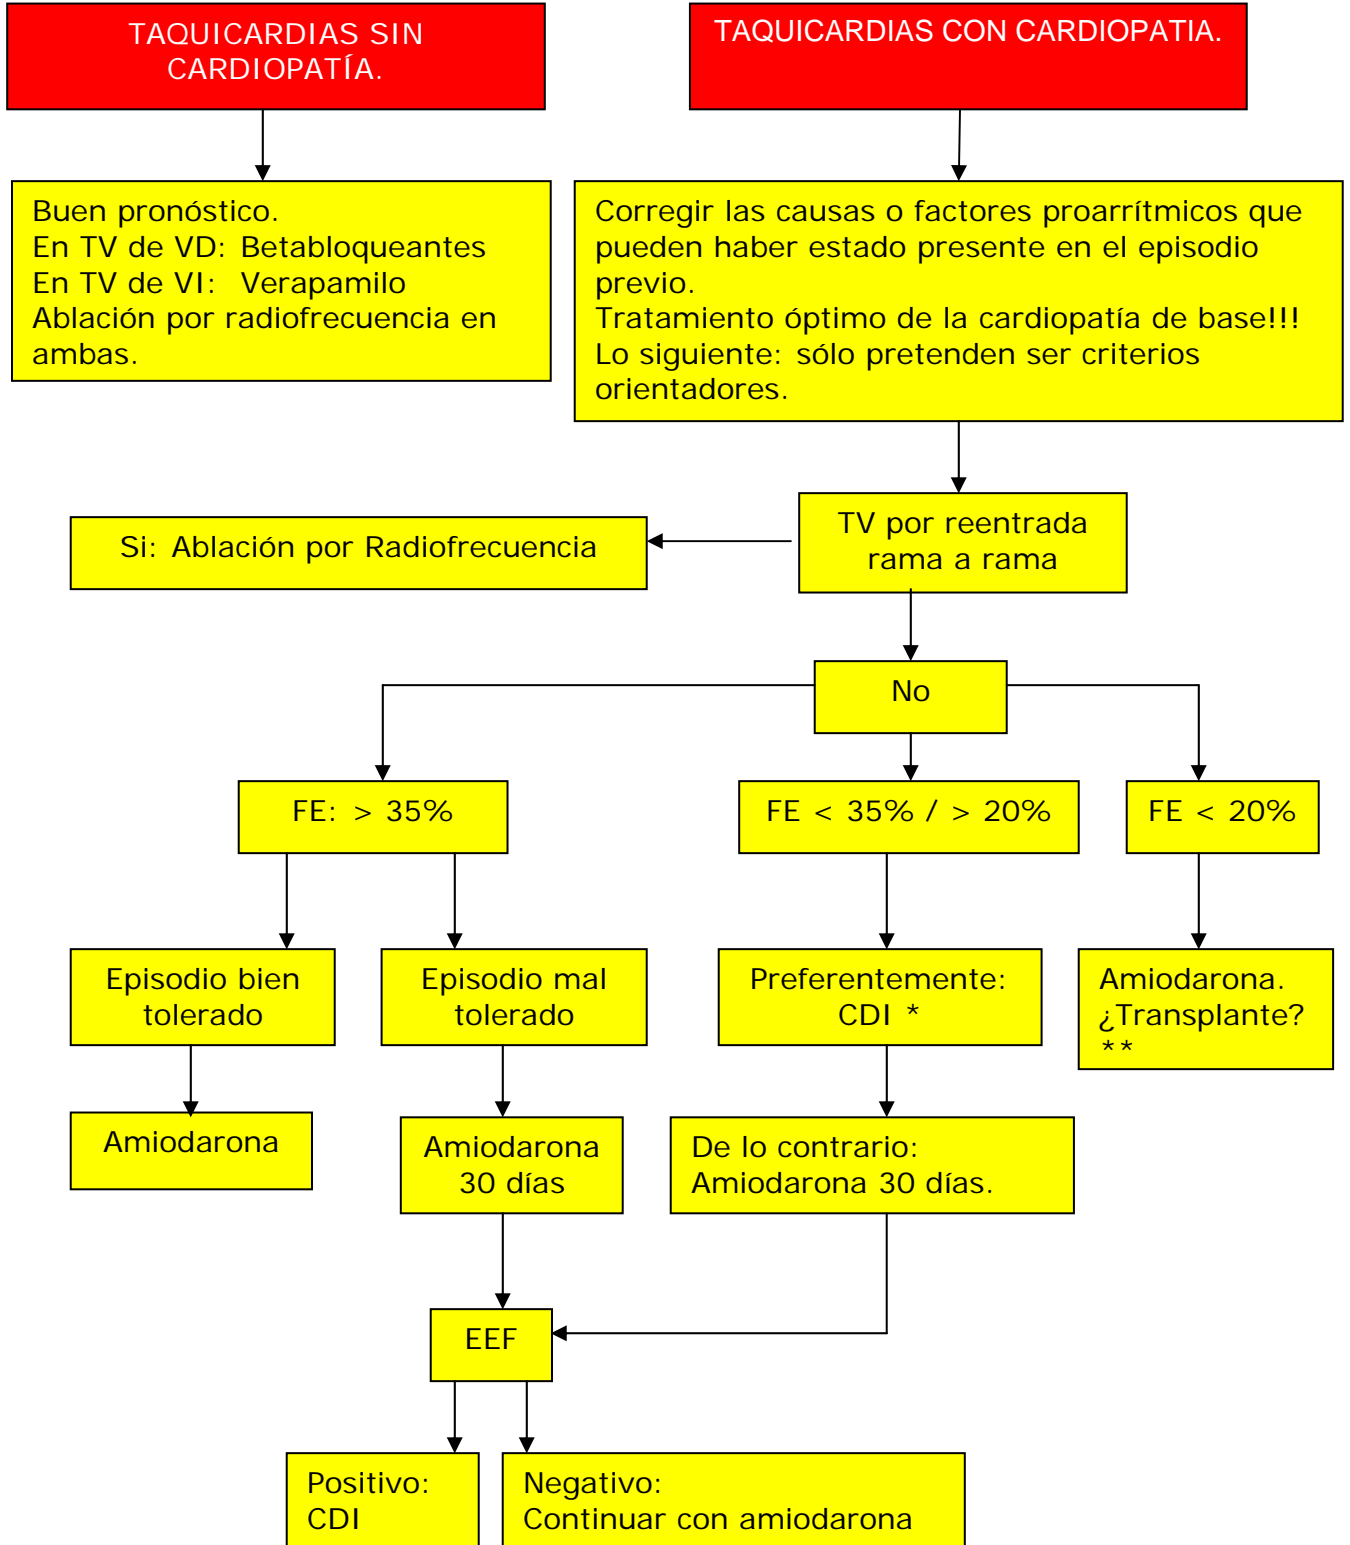 TAQUICARDIAS SIN
CARDIOPATÍA.
TAQUICARDIAS CON CARDIOPATIA.
Buen pronóstico.
En TV de VD: Betabloqueantes
En TV de VI: Verapamilo
Ablación por radiofrecuencia en
ambas.
Corregir las causas o factores proarrítmicos que
pueden haber estado presente en el episodio
previo.
Tratamiento óptimo de la cardiopatía de base!!!
Lo siguiente: sólo pretenden ser criterios
orientadores.
TV por reentrada
rama a rama
Si: Ablación por Radiofrecuencia
No
FE: > 35%
FE < 35% / > 20%
FE < 20%
Episodio bien
tolerado
Episodio mal
tolerado
Preferentemente:
CDI *
Amiodarona.
¿Transplante?
**
Amiodarona
Amiodarona
30 días
De lo contrario:
Amiodarona 30 días.
EEF
Positivo:
CDI
Negativo:
Continuar con amiodarona